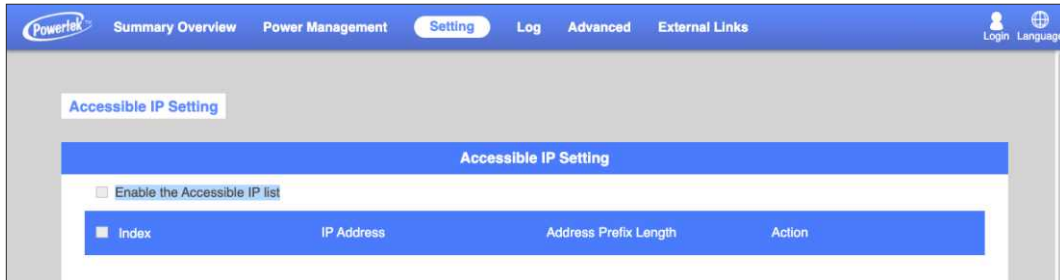 Powertek™ Summary Overview Power Management Setting Log Advanced External Links Login Language
Accessible IP Setting
Accessible IP Setting
Enable the Accessible IP list
Index IP Address Address Prefix Length Action